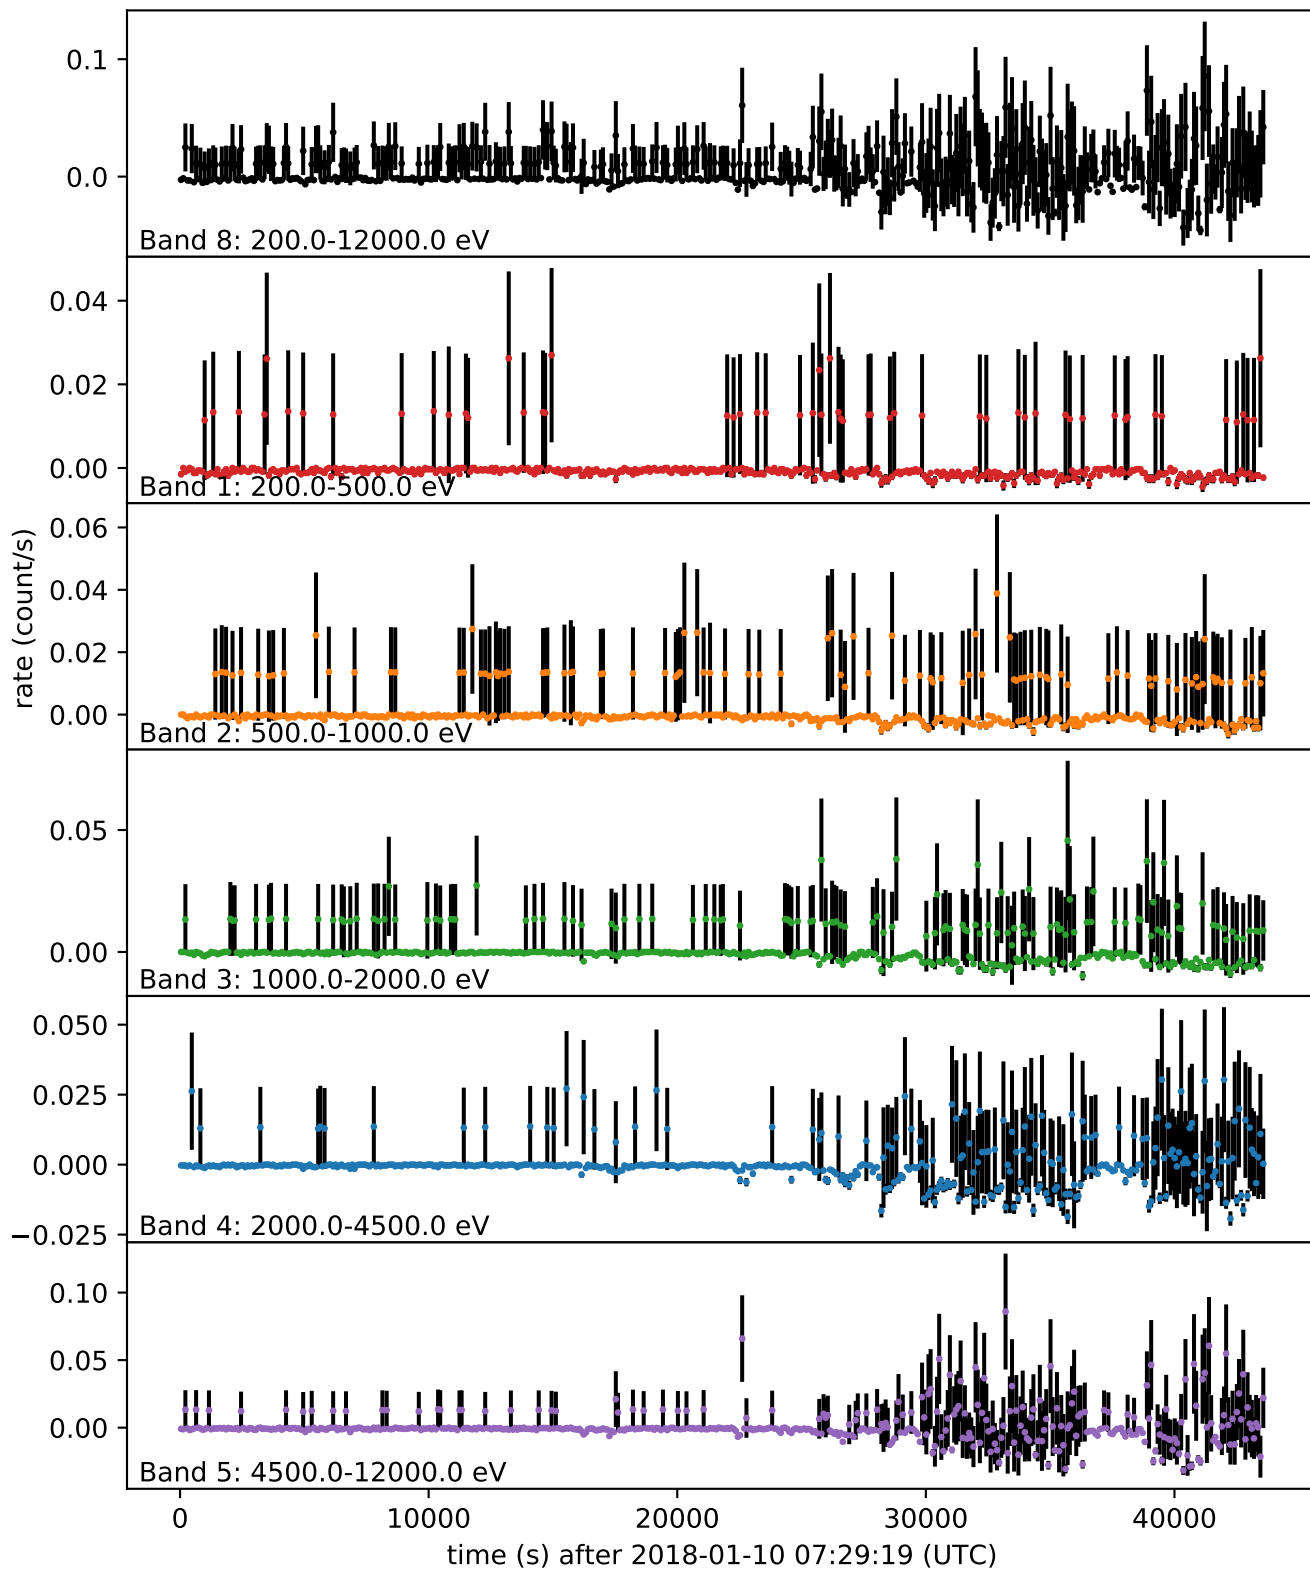 0.1
0.0
Band 8: 200.0-12000.0 eV
0.04
0.02
0.00
Band 1: 200.0-500.0 eV
rate (count/s)
0.06
0.04
0.02
0.00
Band 2: 500.0-1000.0 eV
0.05
0.00
Band 3: 1000.0-2000.0 eV
0.050
0.025
0.000
−0.025
Band 4: 2000.0-4500.0 eV
0.10
0.05
0.00
Band 5: 4500.0-12000.0 eV
0 10000 20000 30000 40000
time (s) after 2018-01-10 07:29:19 (UTC)